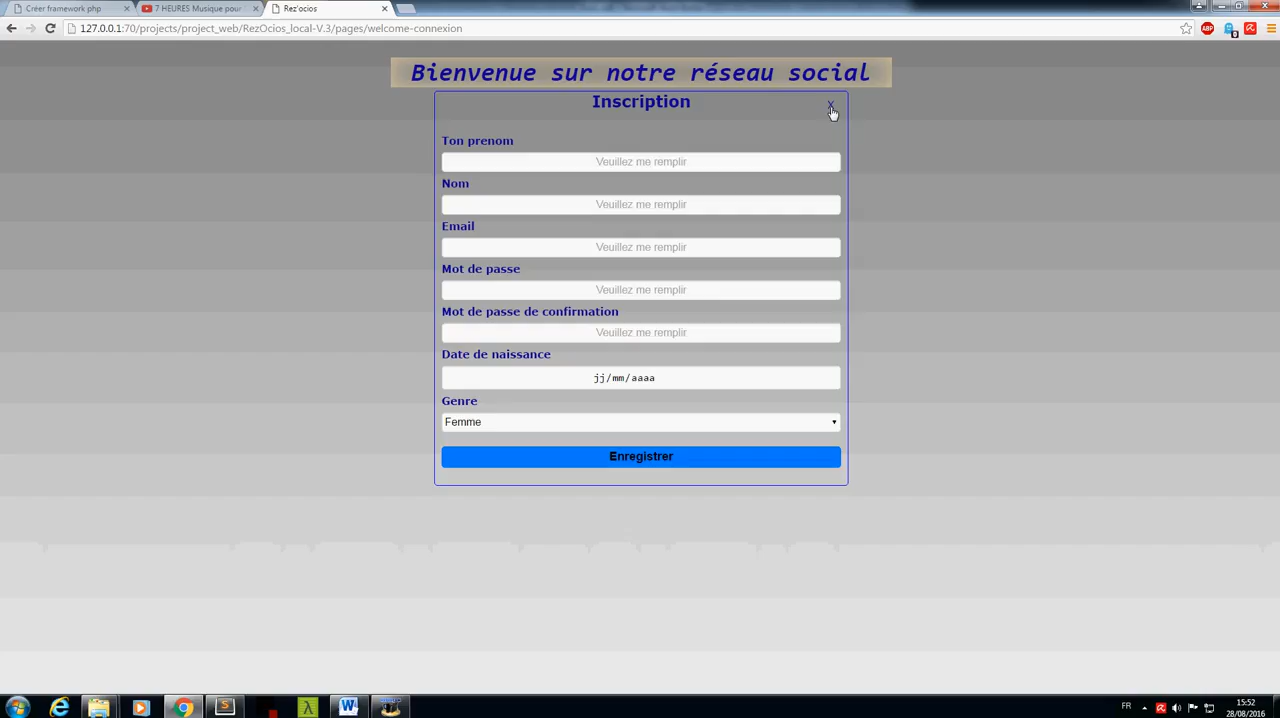 Créer framework php
7 HEURES Musique pour
Rez'ocios
127.0.0.1:70/projects/project_web/RezOcios_local-V.3/pages/welcome-connexion
ABP
Bienvenue sur notre réseau social
Inscription
x
Ton prenom
Veuillez me remplir
Nom
Veuillez me remplir
Email
Veuillez me remplir
Mot de passe
Veuillez me remplir
Mot de passe de confirmation
Veuillez me remplir
Date de naissance
jj/mm/aaaa
Genre
Femme
Enregistrer
FR
15:52
28/08/2016